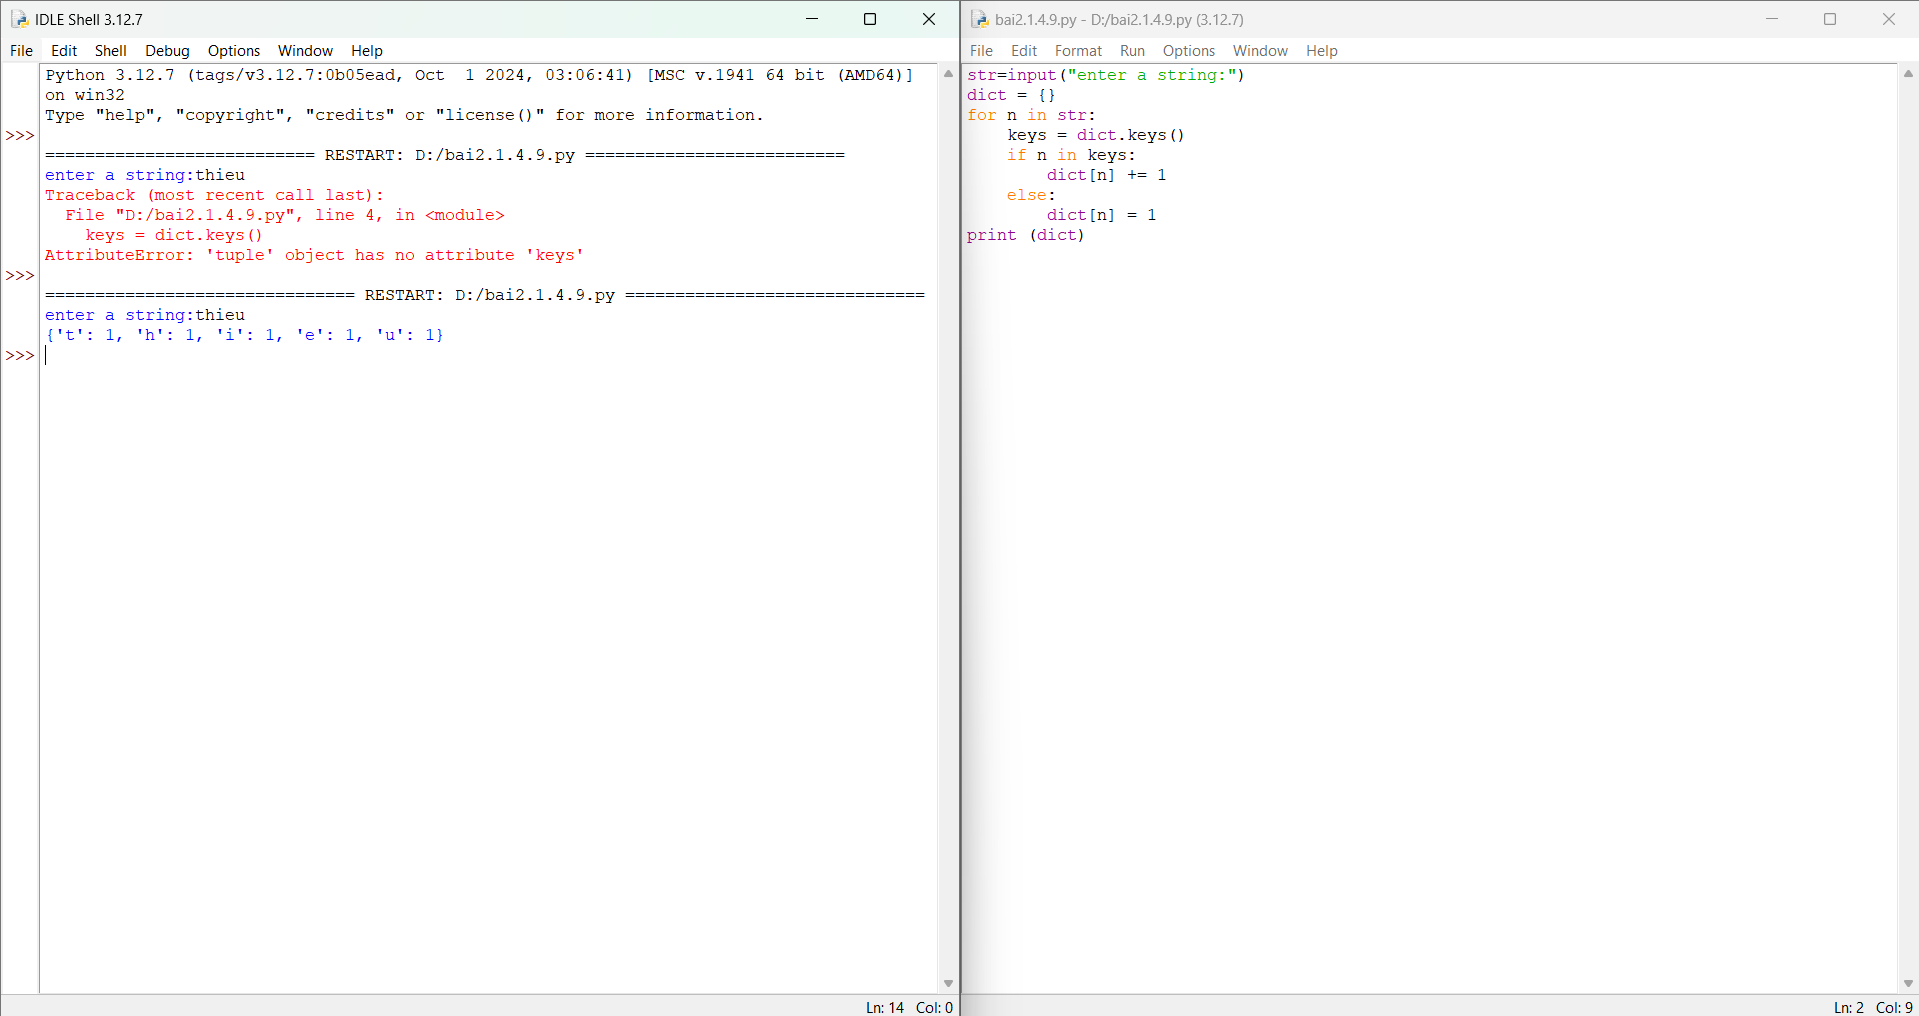 IDLE Shell 3.12.7
File Edit Shell Debug Options Window Help
Python 3.12.7 (tags/v3.12.7:0b05ead, Oct  1 2024, 03:06:41) [MSC v.1941 64 bit (AMD64)]
on win32
Type "help", "copyright", "credits" or "license()" for more information.
>>>
=========================== RESTART: D:/bai2.1.4.9.py ==========================
enter a string:thieu
Traceback (most recent call last):
  File "D:/bai2.1.4.9.py", line 4, in <module>
    keys = dict.keys()
AttributeError: 'tuple' object has no attribute 'keys'
>>>
=============================== RESTART: D:/bai2.1.4.9.py ==============================
enter a string:thieu
{'t': 1, 'h': 1, 'i': 1, 'e': 1, 'u': 1}
>>>
Ln: 14 Col: 0
bai2.1.4.9.py - D:/bai2.1.4.9.py (3.12.7)
File Edit Format Run Options Window Help
str=input("enter a string:")
dict = {}
for n in str:
    keys = dict.keys()
    if n in keys:
        dict[n] += 1
    else:
        dict[n] = 1
print (dict)
Ln: 2 Col: 9